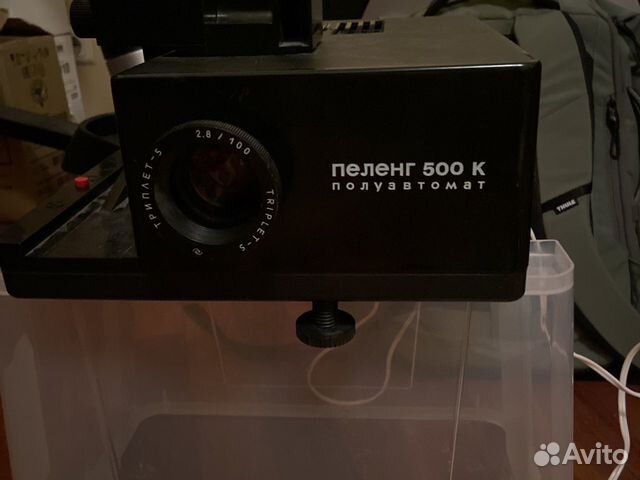 2.8 / 100
ТРИПЛЕТ-5
TRIPLET-5
пеленг 500 К
полуавтомат
THULE
Avito